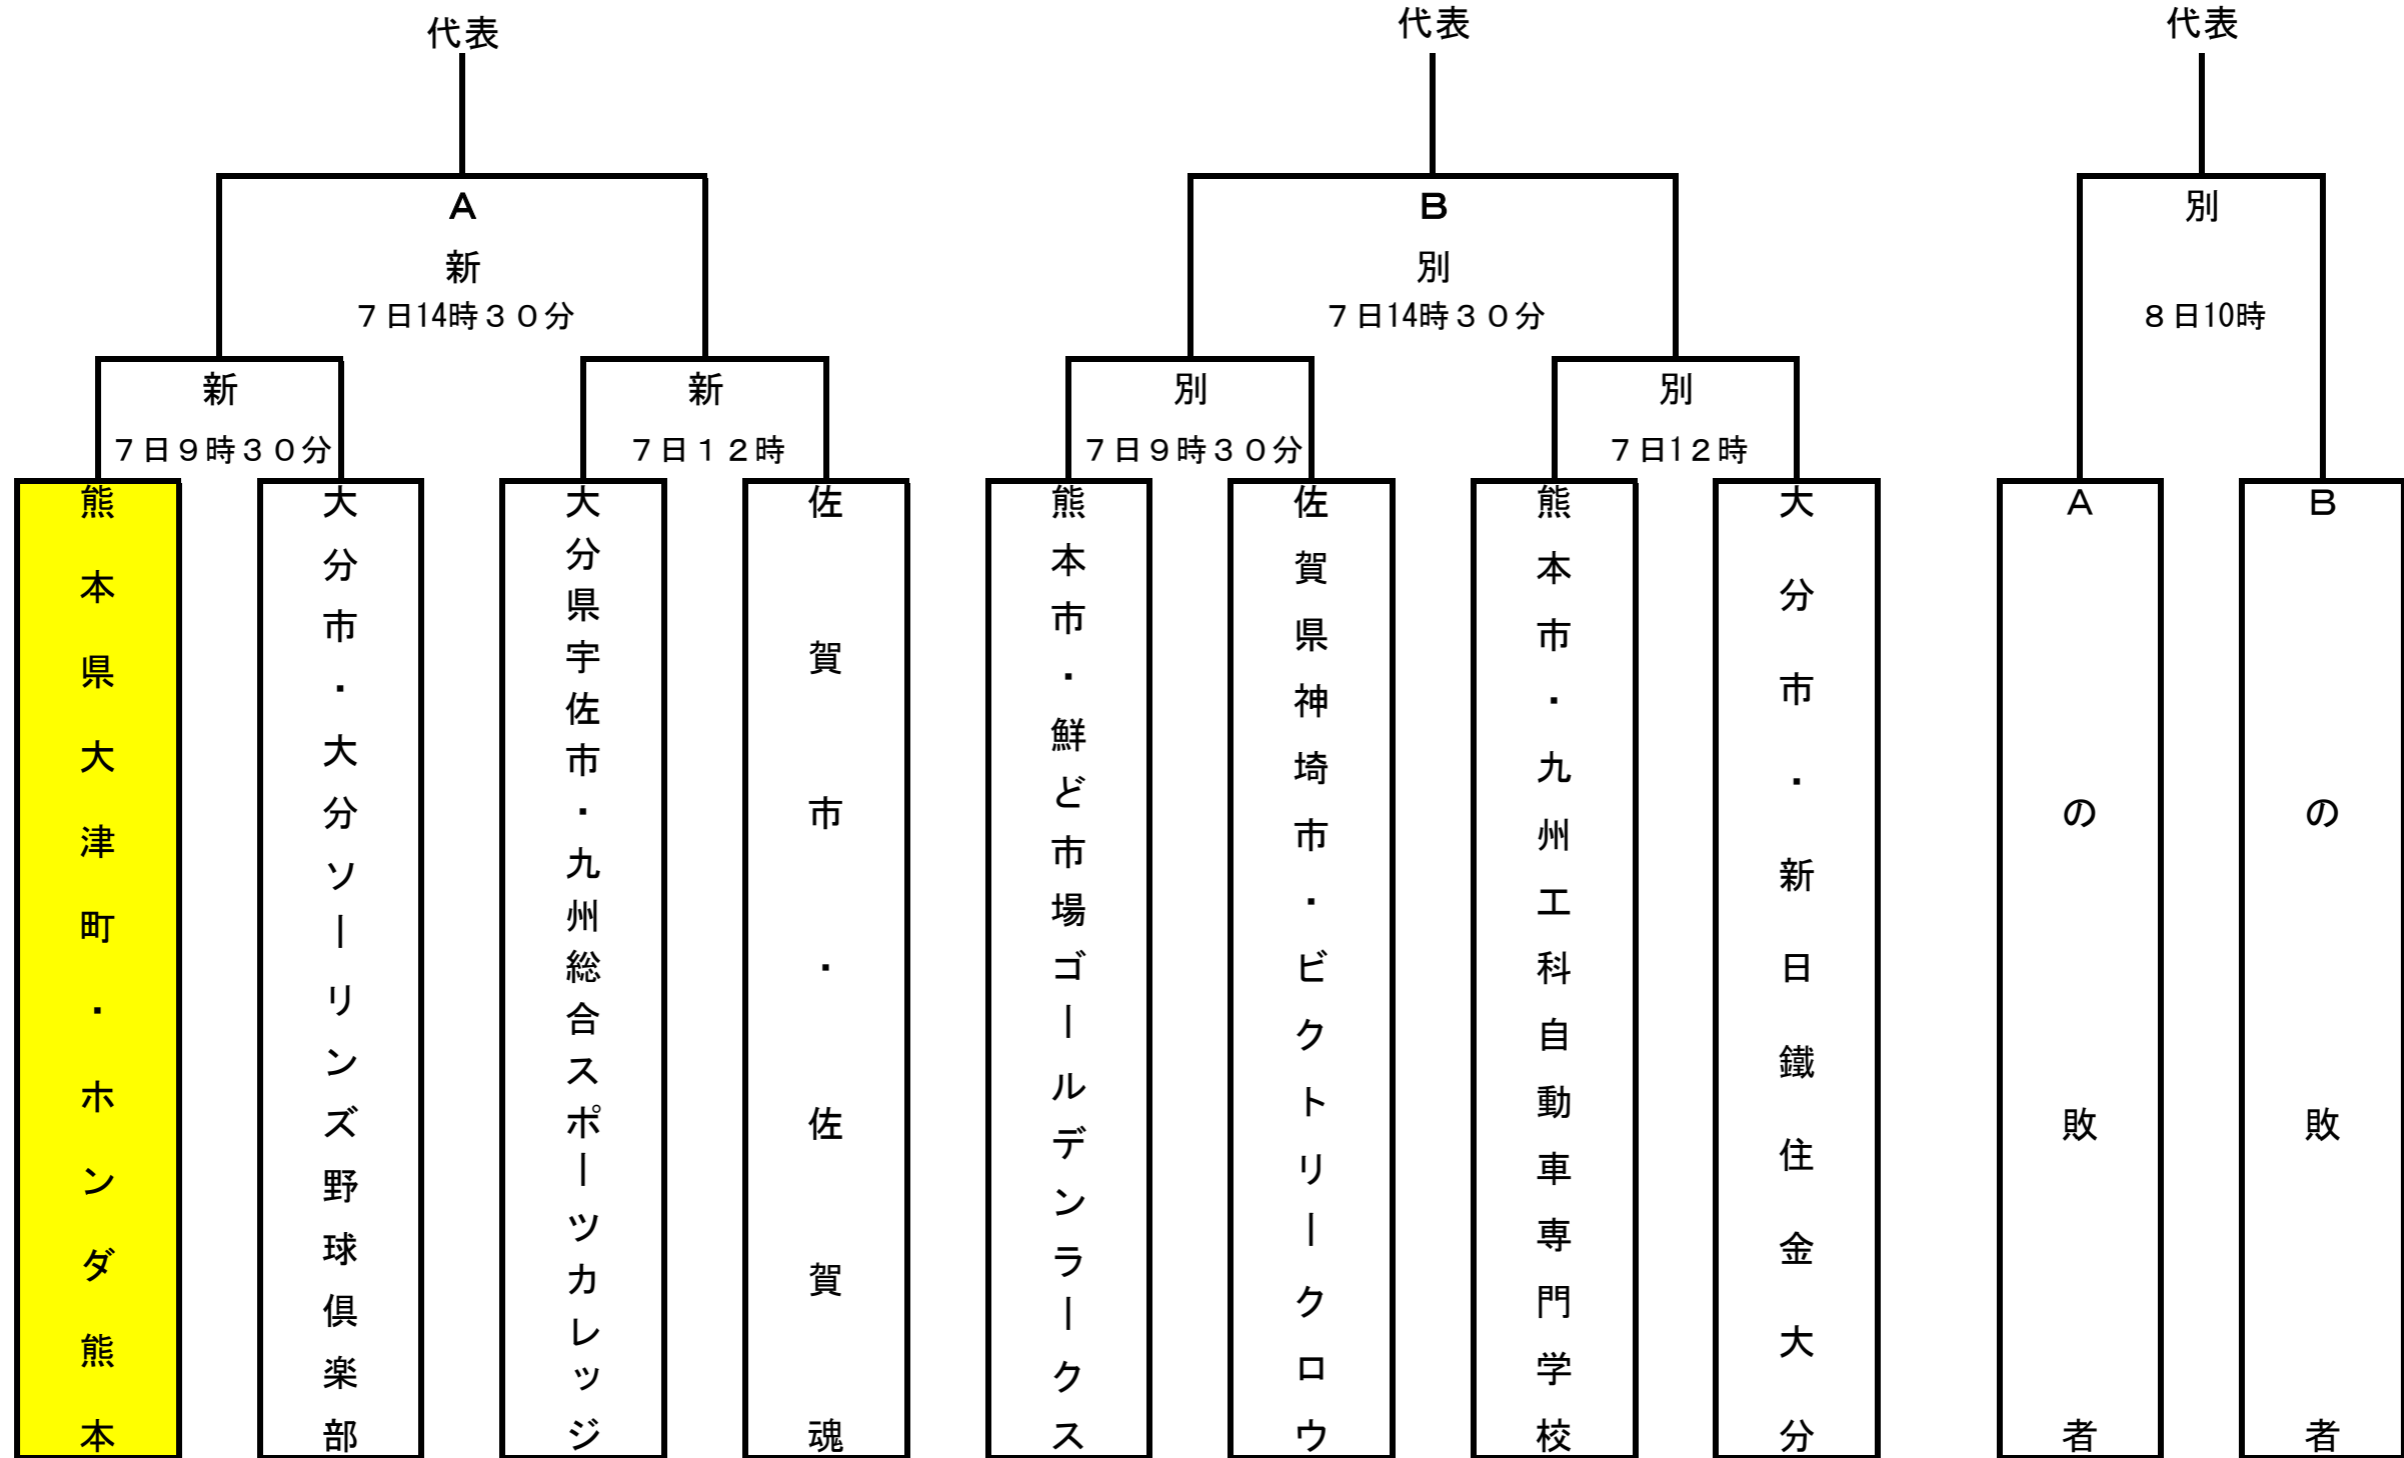 代表
代表
代表
A
新
７日14時３０分
B
別
７日14時３０分
別
８日10時
新
７日９時３０分
新
７日１２時
別
７日９時３０分
別
７日1２時
熊本県大津町・ホンダ熊本
大分市・大分ソーリンズ野球倶楽部
大分県宇佐市・九州総合スポーツカレッジ
佐賀市・佐賀魂
熊本市・鮮ど市場ゴールデンラークス
佐賀県神埼市・ビクトリークロウ
熊本市・九州工科自動車専門学校
大分市・新日鐵住金大分
Aの敗者
Bの敗者